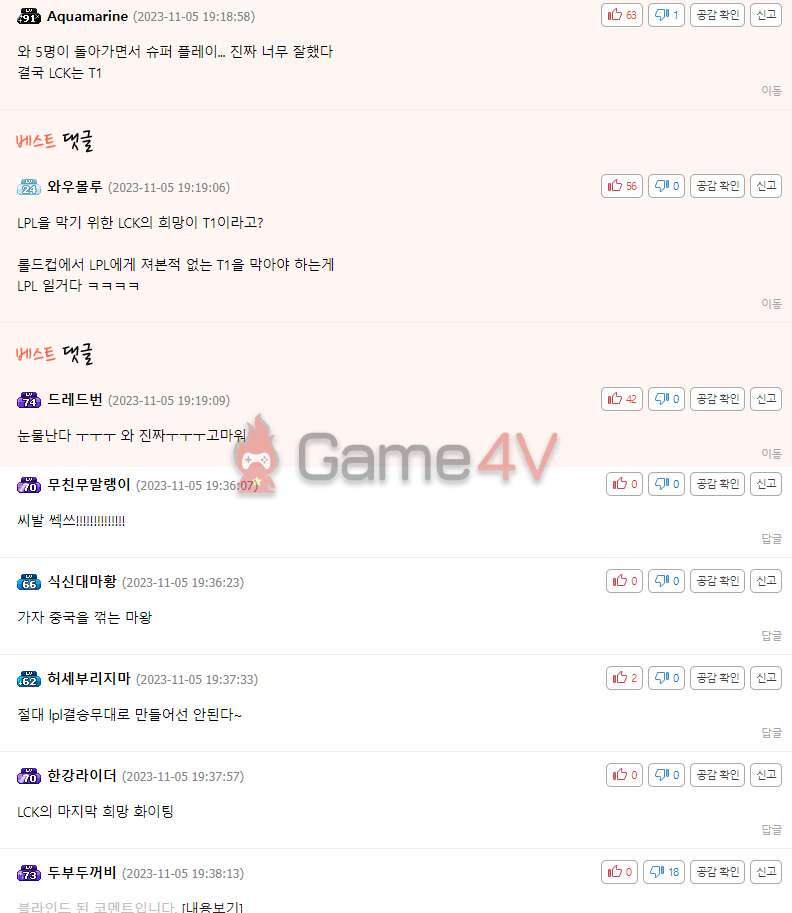 LV 91 Aquamarine (2023-11-05 19:18:58) 63 1 공감 확인 신고
와 5명이 돌아가면서 슈퍼 플레이... 진짜 너무 잘했다
결국 LCK는 T1
이동
베스트 댓글
LV 24 와우몰루 (2023-11-05 19:19:06) 56 0 공감 확인 신고
LPL을 막기 위한 LCK의 희망이 T1이라고?
롤드컵에서 LPL에게 져본적 없는 T1을 막아야 하는게
LPL 일거다 ㅋㅋㅋㅋ
이동
베스트 댓글
LV 74 드레드번 (2023-11-05 19:19:09) 42 0 공감 확인 신고
눈물난다 ㅜㅜㅜ 와 진짜ㅜㅜㅜ고마워
이동
Game4V
LV 70 무친무말랭이 (2023-11-05 19:36:07) 0 0 공감 확인 신고
씨발 쎅쓰!!!!!!!!!!!!!!
답글
LV 66 식신대마황 (2023-11-05 19:36:23) 0 0 공감 확인 신고
가자 중국을 꺾는 마왕
답글
LV 62 허세부리지마 (2023-11-05 19:37:33) 2 0 공감 확인 신고
절대 lpl결승무대로 만들어선 안된다~
답글
LV 70 한강라이더 (2023-11-05 19:37:57) 0 0 공감 확인 신고
LCK의 마지막 희망 화이팅
답글
LV 73 두부두꺼비 (2023-11-05 19:38:13) 0 18 공감 확인 신고
블라인드 된 코멘트입니다. [내용보기]